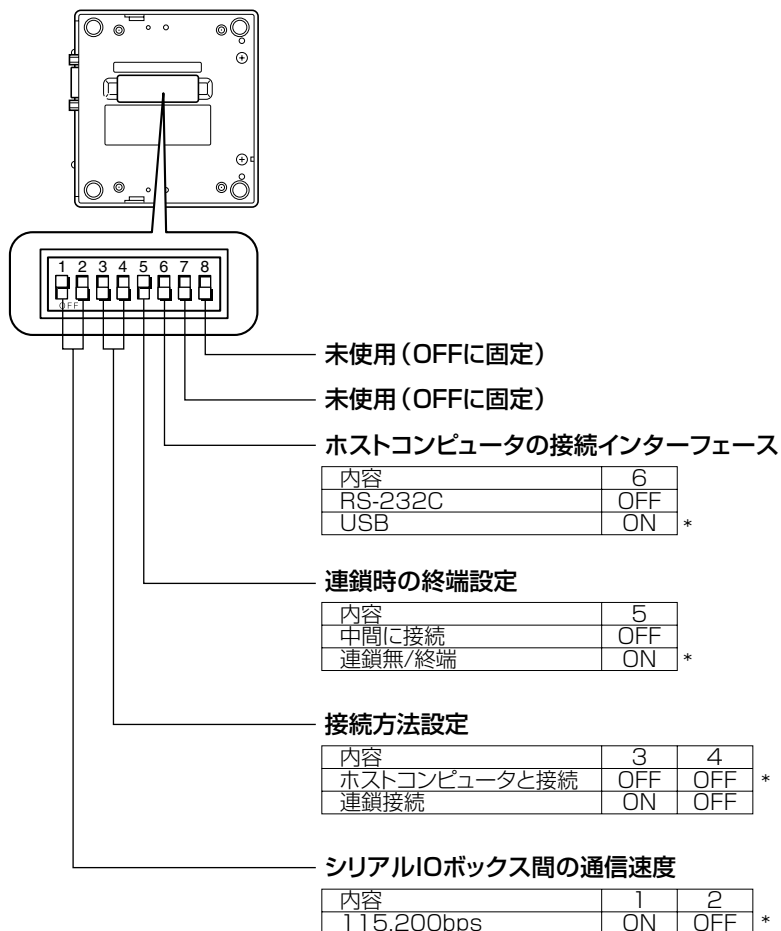 1 2 3 4 5 6 7 8
OFF
未使用（OFFに固定）
未使用（OFFに固定）
ホストコンピュータの接続インターフェース
内容 6
RS-232C OFF
USB ON *
連鎖時の終端設定
内容 5
中間に接続 OFF
連鎖無/終端 ON *
接続方法設定
内容 3 4
ホストコンピュータと接続 OFF OFF *
連鎖接続 ON OFF
シリアルIOボックス間の通信速度
内容 1 2
115,200bps ON OFF *